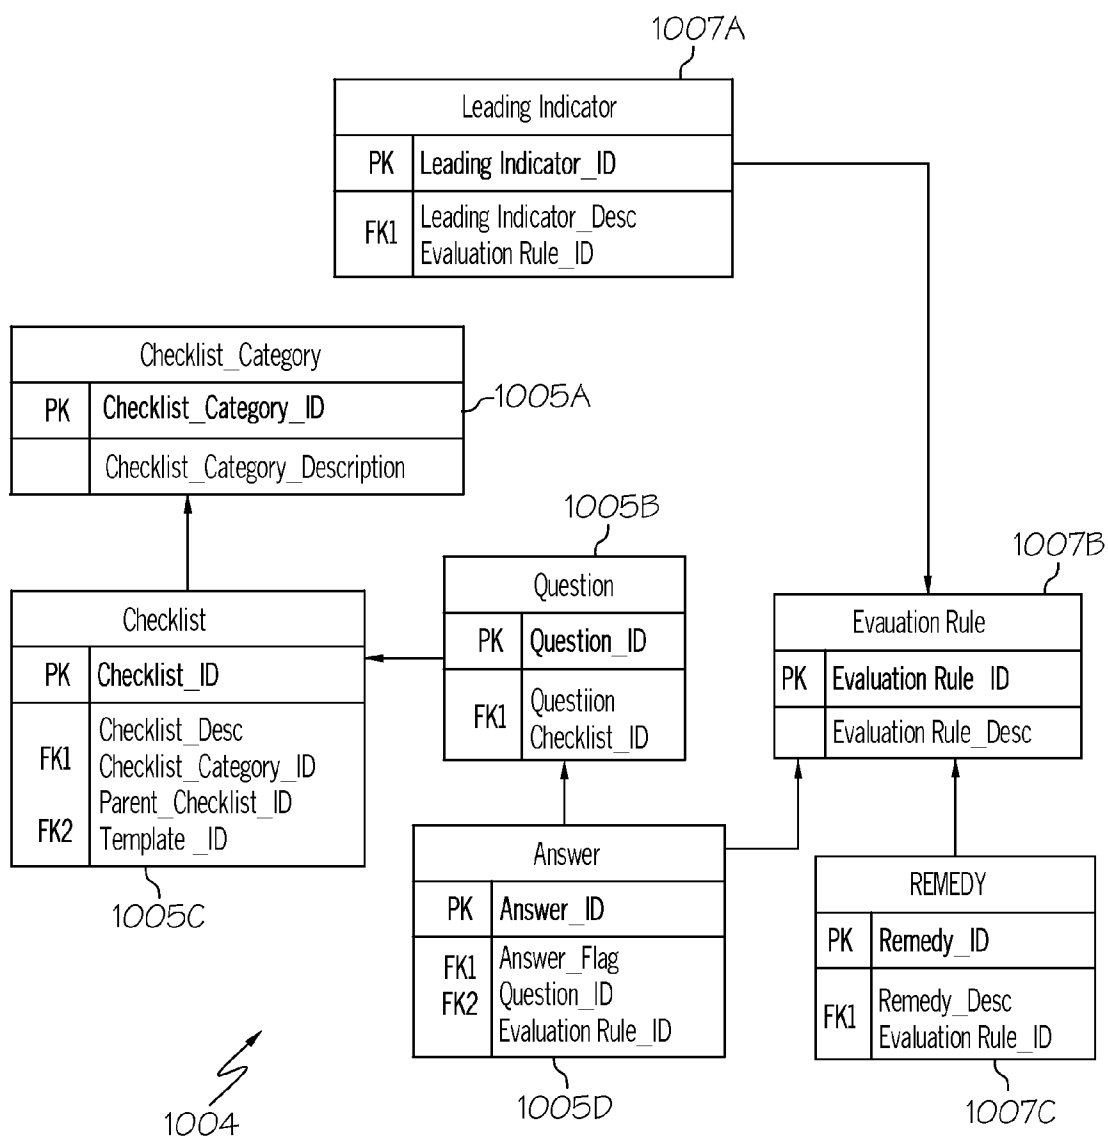 1007A
Leading Indicator
PK Leading Indicator_ID
Leading Indicator_Desc
FK1 Evaluation Rule_ID
Checklist_Category
PK Checklist_Category_ID
1005A
Checklist_Category_Description
1005B
Question
PK Question_ID
Questiion
FK1 Checklist_ID
1007B
Evauation Rule
PK Evaluation Rule ID
Evaluation Rule_Desc
Checklist
PK Checklist_ID
Checklist_Desc
FK1 Checklist_Category_ID
Parent_Checklist_ID
FK2 Template _ID
1005C
Answer
PK Answer_ID
FK1 Answer_Flag
FK2 Question_ID
Evaluation Rule_ID
1005D
REMEDY
PK Remedy_ID
Remedy_Desc
FK1 Evaluation Rule_ID
1007C
1004